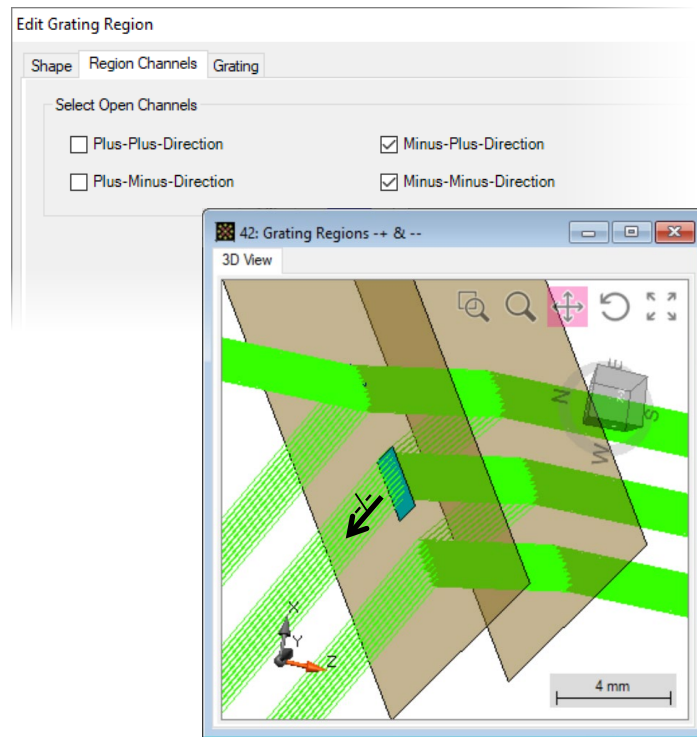 Edit Grating Region
Shape Region Channels Grating
Select Open Channels
Plus-Plus-Direction Minus-Plus-Direction
Plus-Minus-Direction Minus-Minus-Direction
42: Grating Regions -+ & --
3D View
E
N
S
W
-/-
X
Y
Z
4 mm